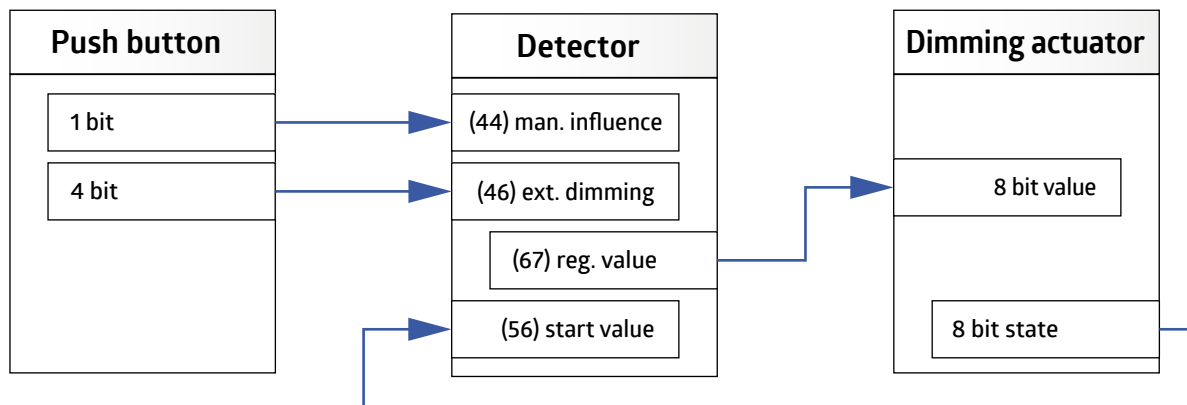 Push button
1 bit
4 bit
Detector
(44) man. influence
(46) ext. dimming
(67) reg. value
(56) start value
Dimming actuator
8 bit value
8 bit state